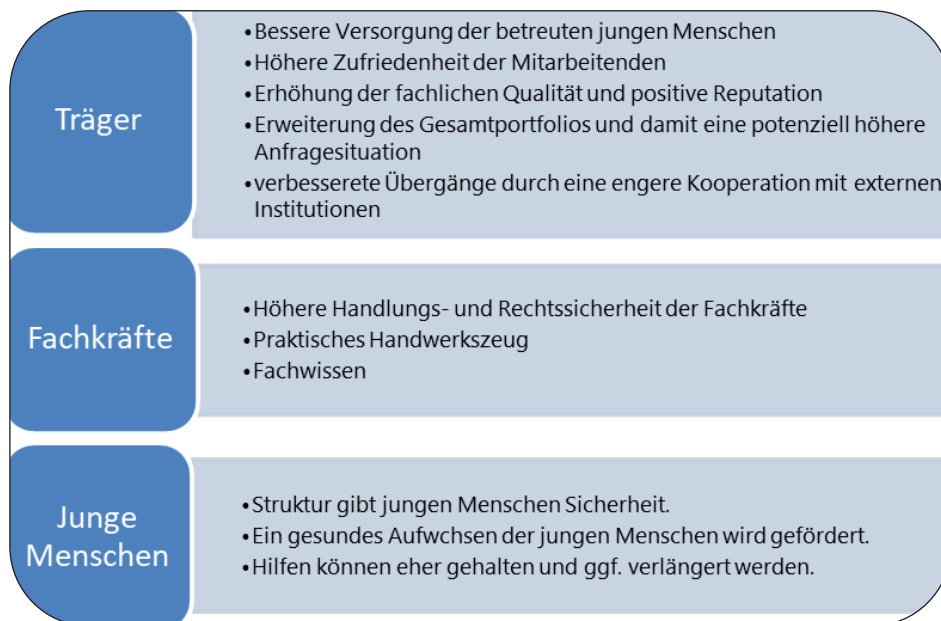 Träger
•Bessere Versorgung der betreuten jungen Menschen
•Höhere Zufriedenheit der Mitarbeitenden
•Erhöhung der fachlichen Qualität und positive Reputation
•Erweiterung des Gesamtportfolios und damit eine potenziell höhere
Anfragesituation
•verbesserete Übergänge durch eine engere Kooperation mit externen
Institutionen
Fachkräfte
•Höhere Handlungs- und Rechtssicherheit der Fachkräfte
•Praktisches Handwerkszeug
•Fachwissen
Junge
Menschen
•Struktur gibt jungen Menschen Sicherheit.
•Ein gesundes Aufwchsen der jungen Menschen wird gefördert.
•Hilfen können eher gehalten und ggf. verlängert werden.